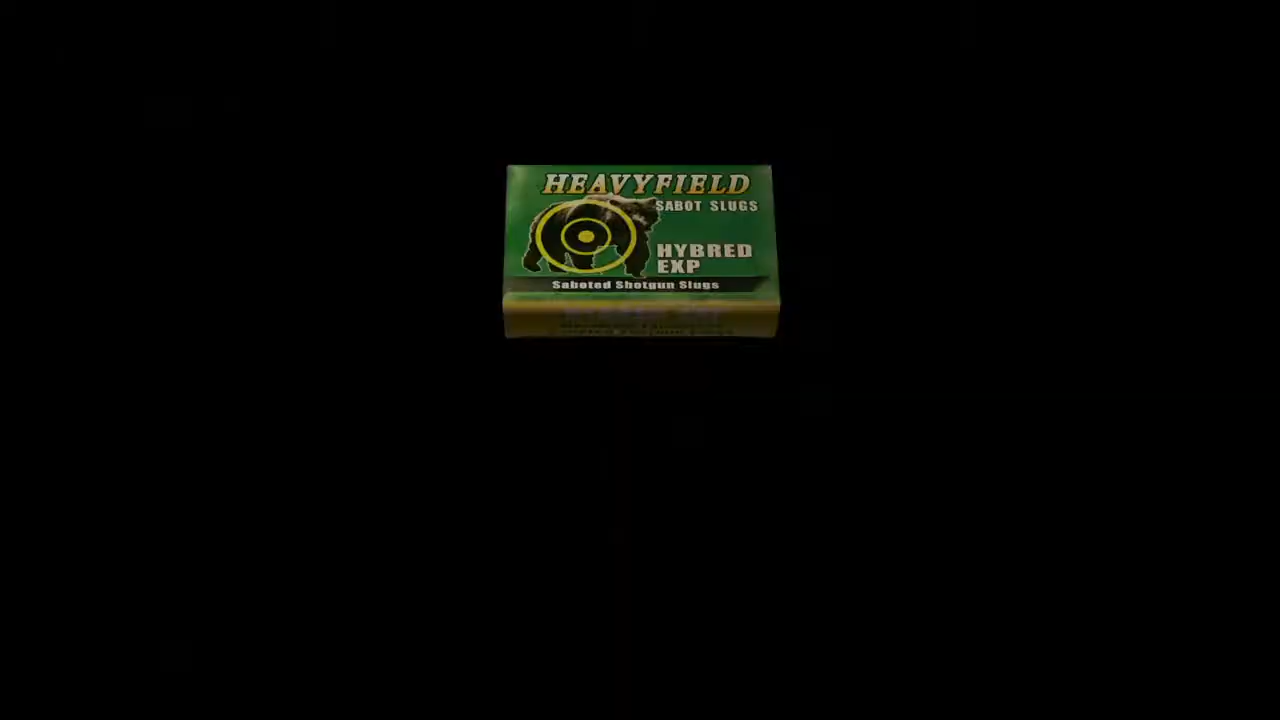 HEAVYFIELD
SABOT SLUGS
HYBRED
EXP
Saboted Shotgun Slugs